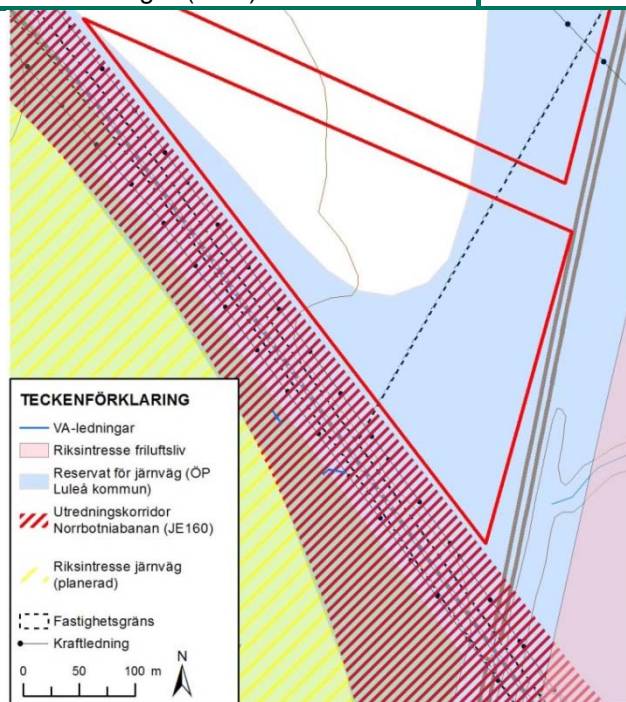 TECKENFÖRKLARING
VA-ledningar
Riksintresse friluftsliv
Reservat för järnväg (ÖP
Luleå kommun)
Utredningskorridor
Norrbotniabanan (JE160)
Riksintresse järnväg
(planerad)
Fastighetsgräns
Kraftledning
0 50 100 m
N